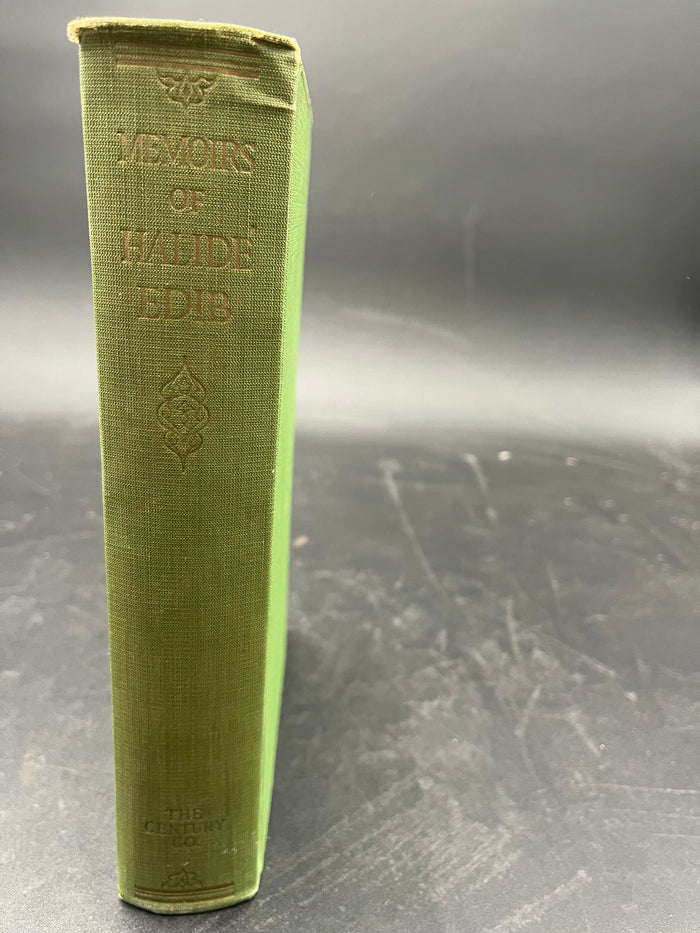 MEMOIRS
OF
HALIDÉ
EDIB
THE
CENTURY
CO.